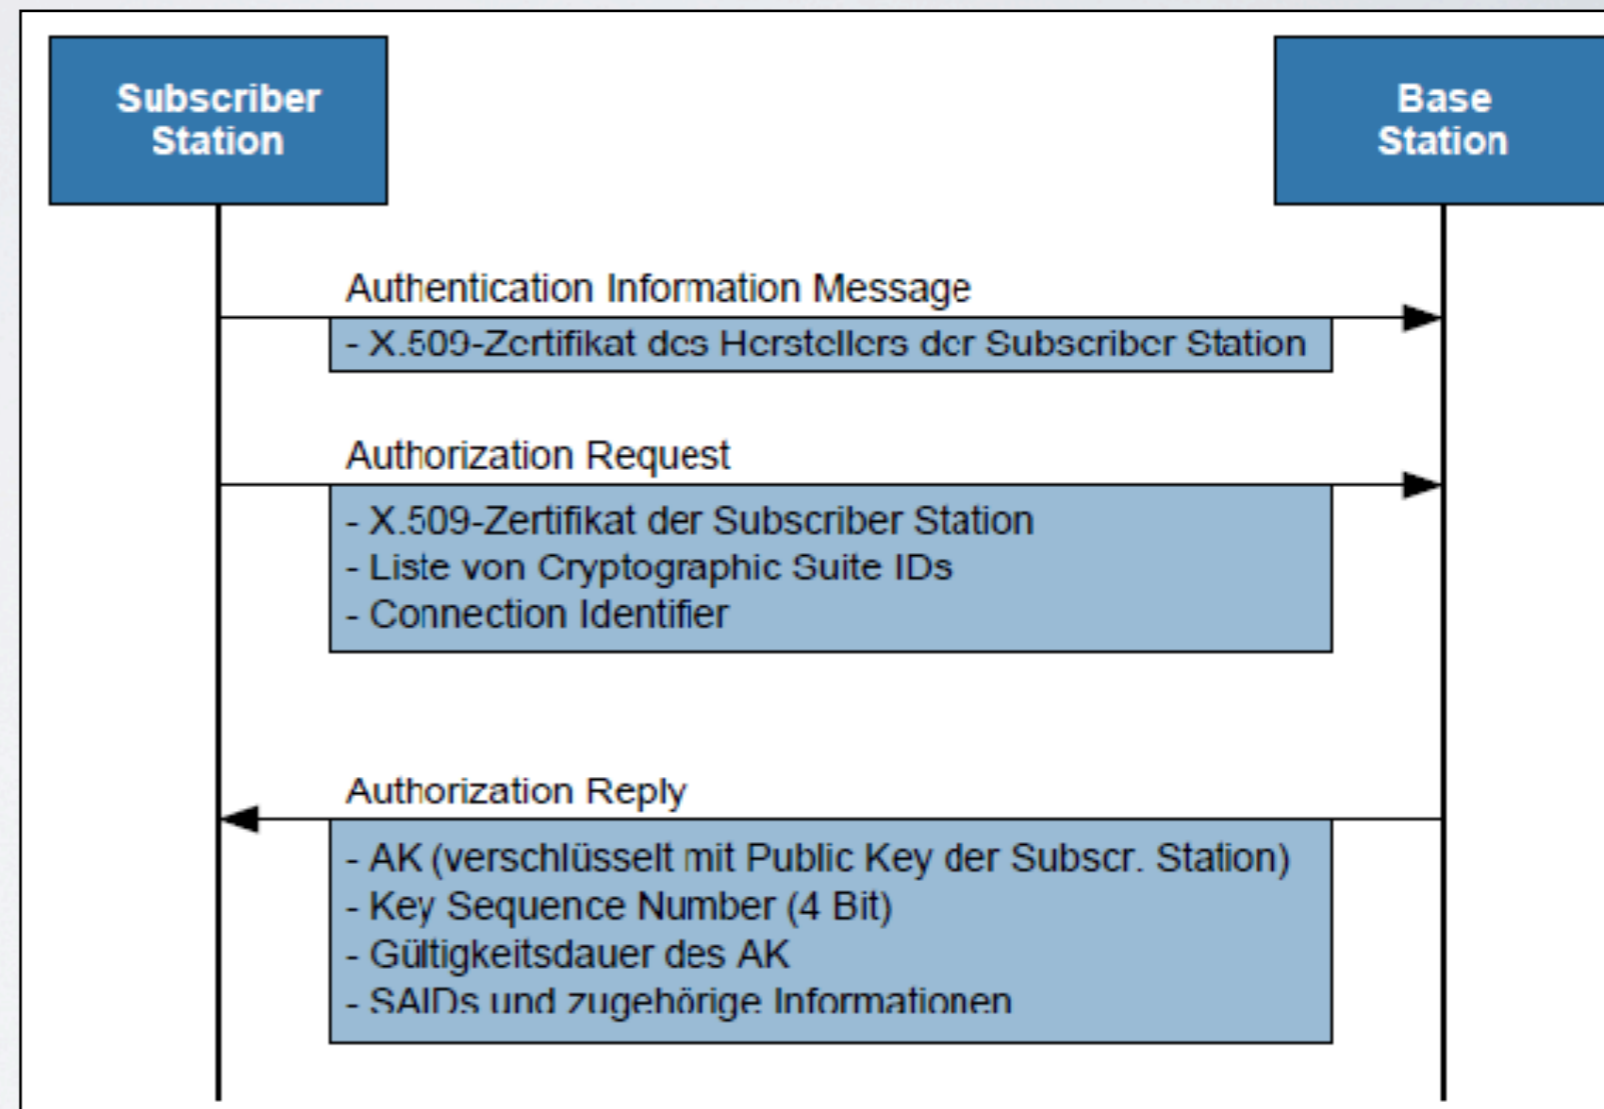 Subscriber
Station
Base
Station
Authentication Information Message
- X.509-Zertifikat des Herstellers der Subscriber Station
Authorization Request
- X.509-Zertifikat der Subscriber Station
- Liste von Cryptographic Suite IDs
- Connection Identifier
Authorization Reply
- AK (verschlüsselt mit Public Key der Subscr. Station)
- Key Sequence Number (4 Bit)
- Gültigkeitsdauer des AK
- SAIDs und zugehörige Informationen